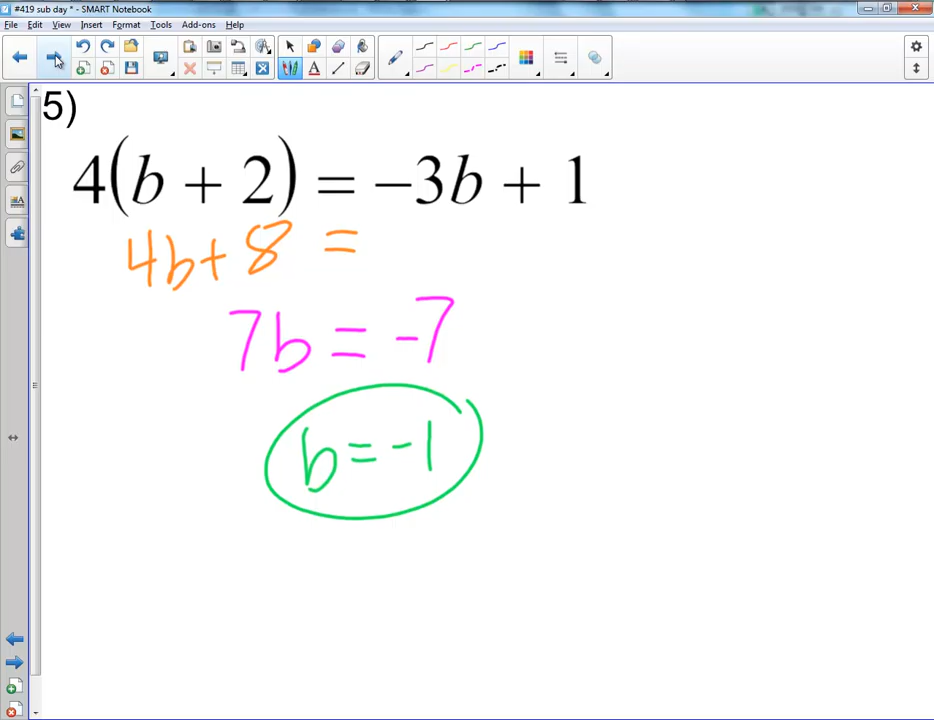 #419 sub day * - SMART Notebook
File Edit View Insert Format Tools Add-ons Help
5)
4(b + 2) = −3b + 1
4b+8 =
7b = -7
b = -1